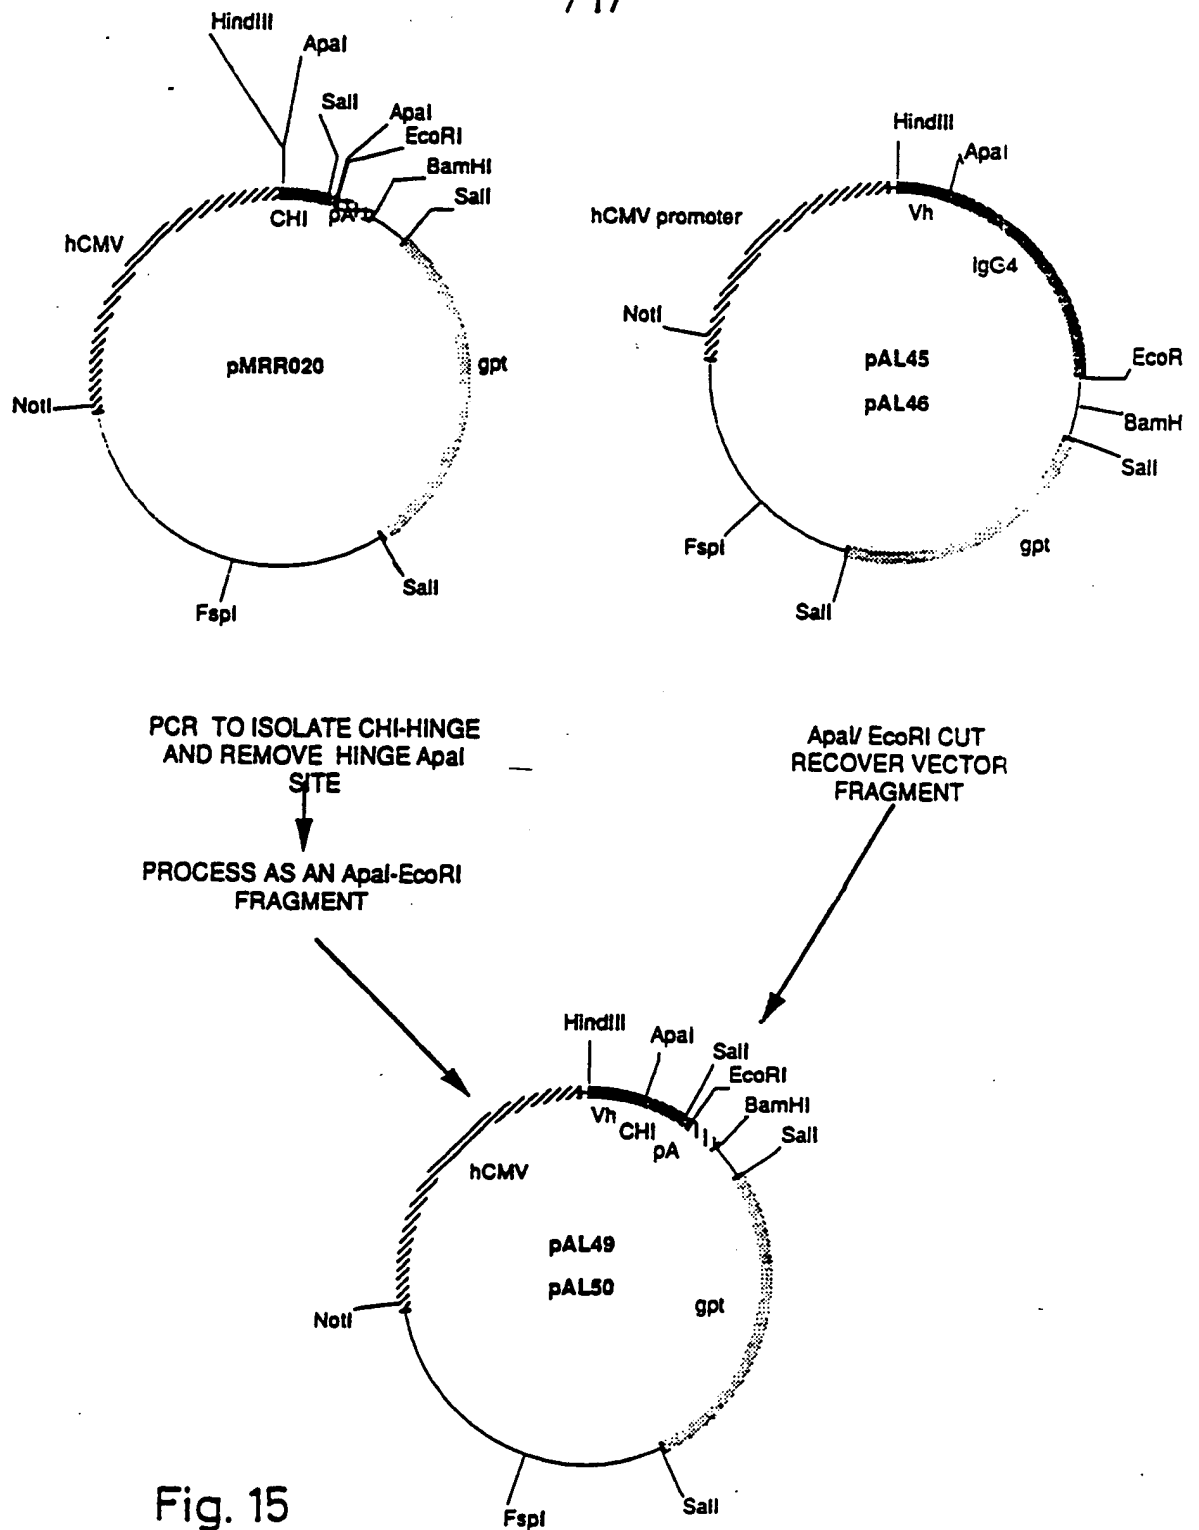 HindIII
ApaI
SalI
ApaI
EcoRI
BamHI
SalI
CHI
pA
hCMV
pMRR020
gpt
NotI
FspI
SalI
HindIII
ApaI
hCMV promoter
Vh
IgG4
NotI
pAL45
pAL46
EcoR
BamH
SalI
FspI
gpt
SalI
PCR TO ISOLATE CHI-HINGE
AND REMOVE HINGE ApaI
SITE
PROCESS AS AN ApaI-EcoRI
FRAGMENT
ApaI/ EcoRI CUT
RECOVER VECTOR
FRAGMENT
HindIII
ApaI
SalI
EcoRI
BamHI
SalI
Vh
CHI
pA
hCMV
pAL49
pAL50
gpt
NotI
FspI
SalI
Fig. 15